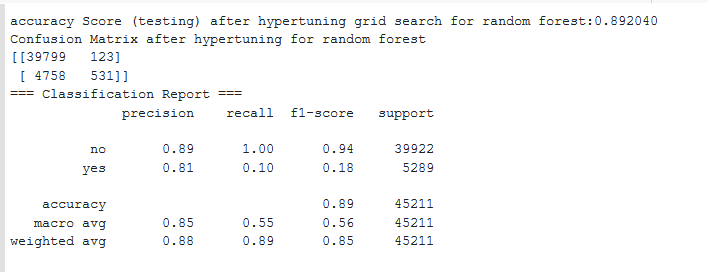 accuracy Score (testing) after hypertuning grid search for random forest:0.892040
Confusion Matrix after hypertuning for random forest
[[39799   123]
 [ 4758   531]]
=== Classification Report ===
              precision    recall  f1-score   support

          no       0.89      1.00      0.94     39922
         yes       0.81      0.10      0.18      5289

    accuracy                           0.89     45211
   macro avg       0.85      0.55      0.56     45211
weighted avg       0.88      0.89      0.85     45211